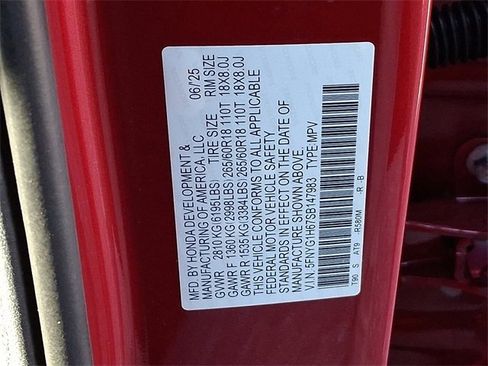 MFD. BY HONDA DEVELOPMENT & 06/'25
MANUFACTURING OF AMERICA, LLC
GVWR 2810 KG(6195LBS) TIRE SIZE RIM SIZE
GAWR F 1360 KG(2998LBS) 265/60R18 110T 18X8.0J
GAWR R 1535 KG(3384LBS) 265/60R18 110T 18X8.0J
THIS VEHICLE CONFORMS TO ALL APPLICABLE
FEDERAL MOTOR VEHICLE SAFETY
STANDARDS IN EFFECT ON THE DATE OF
MANUFACTURE SHOWN ABOVE.
V.I.N: 5FNYG1H67SB147983 TYPE:MPV
T90 S AT9 -R580M -R -B